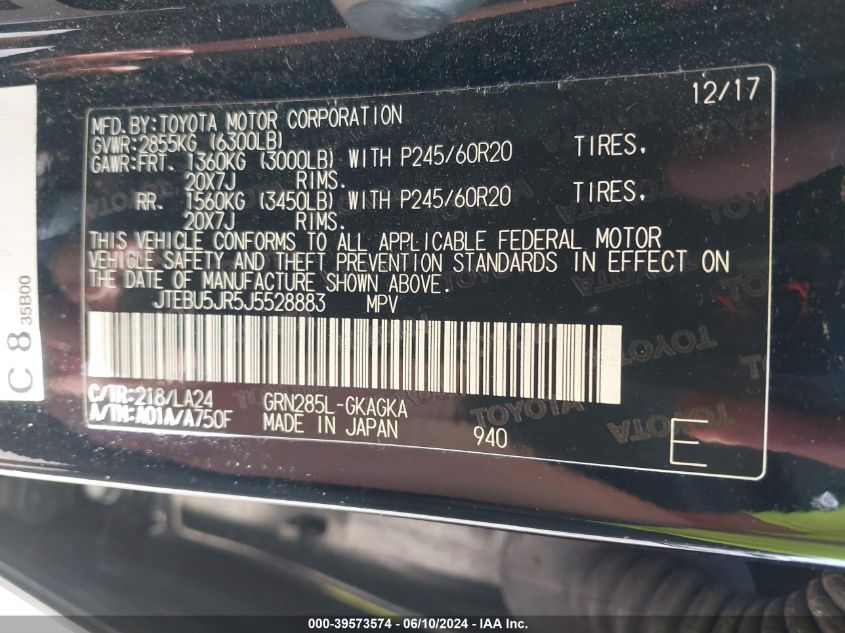 12/17
MFD.BY:TOYOTA MOTOR CORPORATION
GVWR:2855KG (6300LB)
GAWR:FRT. 1360KG (3000LB) WITH P245/60R20 TIRES,
20X7J RIMS.
RR. 1560KG (3450LB) WITH P245/60R20 TIRES,
20X7J RIMS.
THIS VEHICLE CONFORMS TO ALL APPLICABLE FEDERAL MOTOR
VEHICLE SAFETY AND THEFT PREVENTION STANDARDS IN EFFECT ON
THE DATE OF MANUFACTURE SHOWN ABOVE.
JTEBU5JR5J5528883 MPV
C/TR:218/LA24 GRN285L-GKAGKA
A/TM:A01A/A750F MADE IN JAPAN 940
E
C 8 35B00
000-39573574 - 06/10/2024 - IAA Inc.